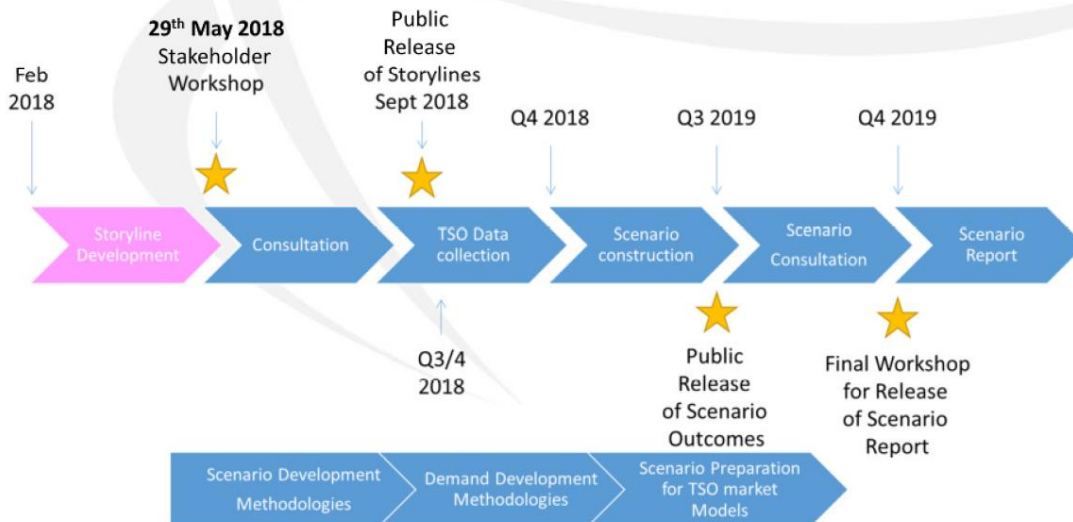 Feb
2018
29th May 2018
Stakeholder
Workshop
Public
Release
of Storylines
Sept 2018
Q4 2018
Q3 2019
Q4 2019
Storyline
Development
Consultation
TSO Data
collection
Scenario
construction
Scenario
Consultation
Scenario
Report
Q3/4
2018
Public
Release
of Scenario
Outcomes
Final Workshop
for Release
of Scenario
Report
Scenario Development
Methodologies
Demand Development
Methodologies
Scenario Preparation
for TSO market
Models